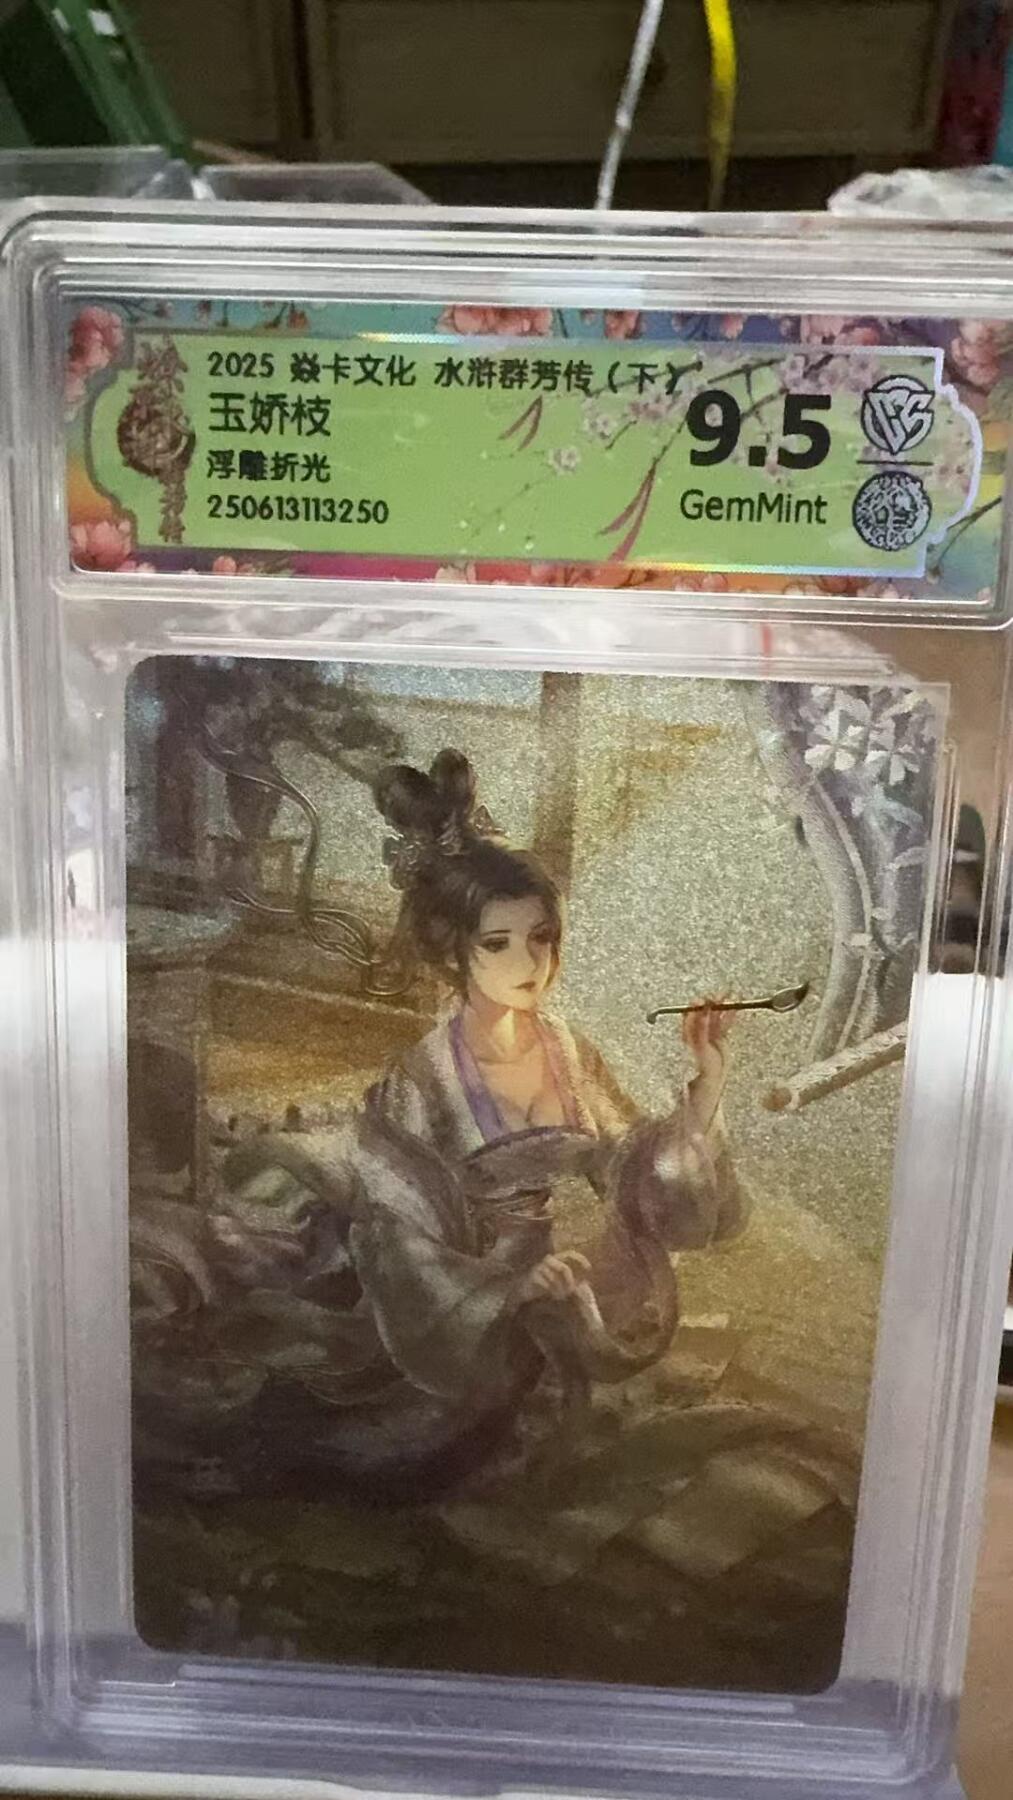 2025 焱卡文化 水浒群芳传（下）
玉娇枝
浮雕折光
250613113250
9.5
GemMint